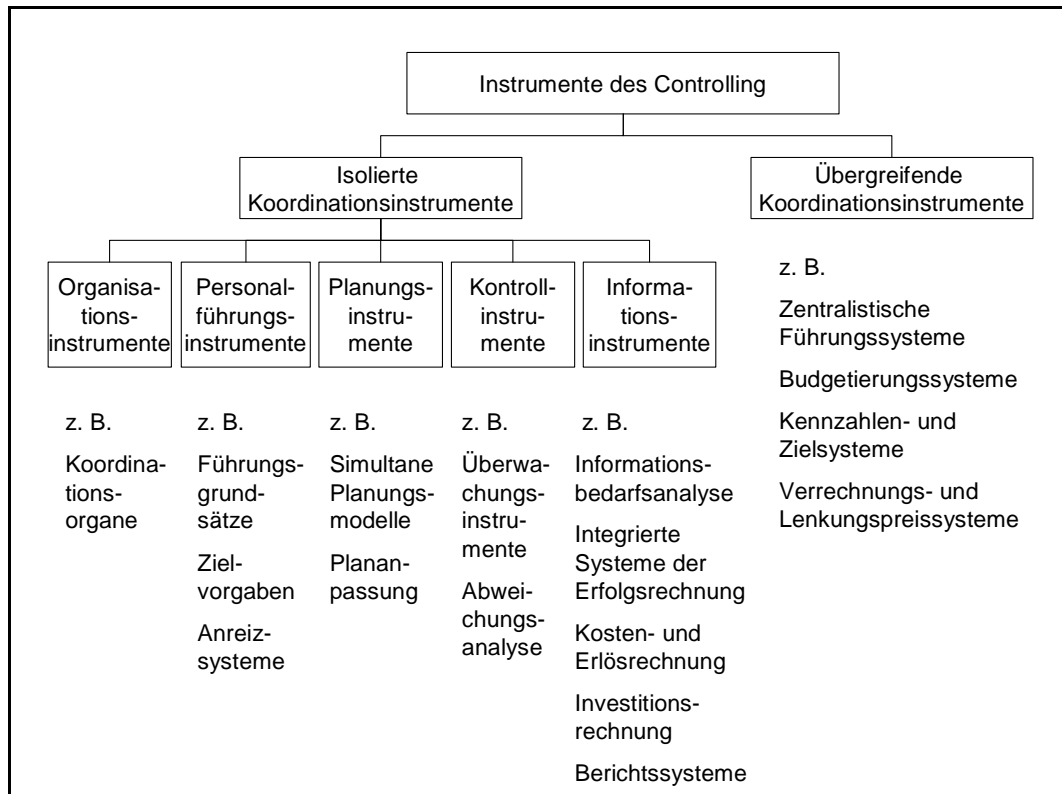 Instrumente des Controlling
Isolierte
Koordinationsinstrumente
Übergreifende
Koordinationsinstrumente
Organisa-
tions-
instrumente
Personal-
führungs-
instrumente
Planungs-
instru-
mente
Kontroll-
instru-
mente
Informa-
tions-
instrumente
z. B.
Koordina-
tions-
organe
z. B.
Führungs-
grund-
sätze
Ziel-
vorgaben
Anreiz-
systeme
z. B.
Simultane
Planungs-
modelle
Plan­an-
passung
z. B.
Überwa-
chungs-
instru-
mente
Abwei-
chungs-
analyse
z. B.
Informations-
bedarfsanalyse
Integrierte
Systeme der
Erfolgsrechnung
Kosten- und
Erlösrechnung
Investitions-
rechnung
Berichtssysteme
z. B.
Zentralistische
Führungssysteme
Budgetierungssysteme
Kennzahlen- und
Zielsysteme
Verrechnungs- und
Lenkungspreissysteme